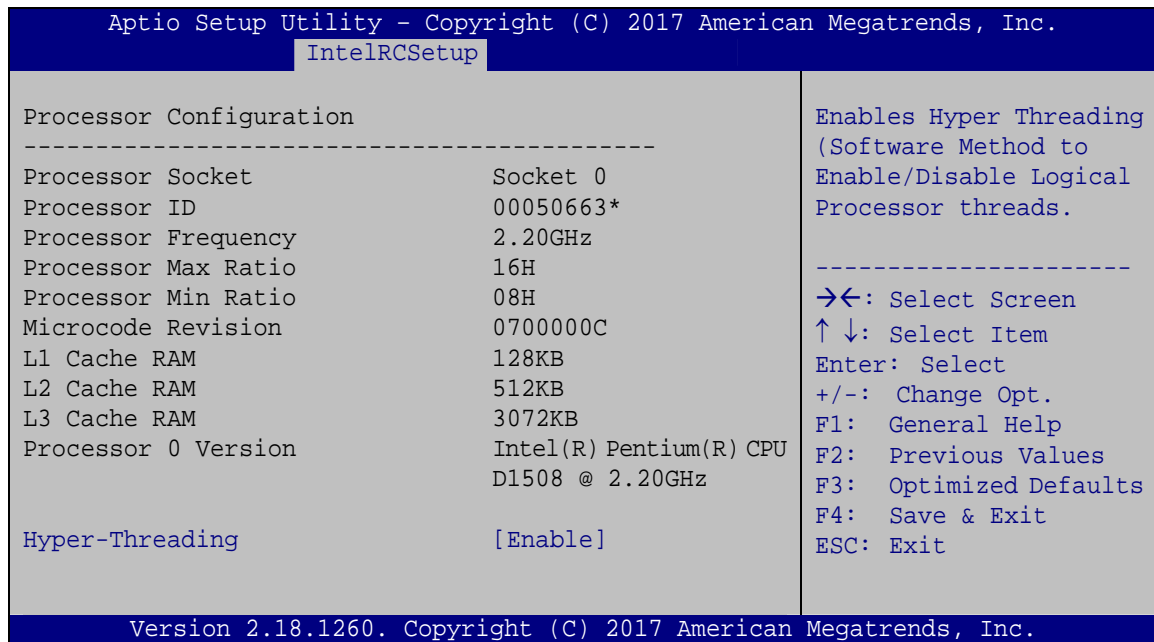 Aptio Setup Utility – Copyright (C) 2017 American Megatrends, Inc.
IntelRCSetup
Processor Configuration
--------------------------------------------
Processor Socket Socket 0
Processor ID 00050663*
Processor Frequency 2.20GHz
Processor Max Ratio 16H
Processor Min Ratio 08H
Microcode Revision 0700000C
L1 Cache RAM 128KB
L2 Cache RAM 512KB
L3 Cache RAM 3072KB
Processor 0 Version Intel(R) Pentium(R) CPU
D1508 @ 2.20GHz
Hyper-Threading [Enable]
Enables Hyper Threading
(Software Method to
Enable/Disable Logical
Processor threads.
----------------------
→←: Select Screen
↑ ↓: Select Item
Enter: Select
+/-: Change Opt.
F1: General Help
F2: Previous Values
F3: Optimized Defaults
F4: Save & Exit
ESC: Exit
Version 2.18.1260. Copyright (C) 2017 American Megatrends, Inc.